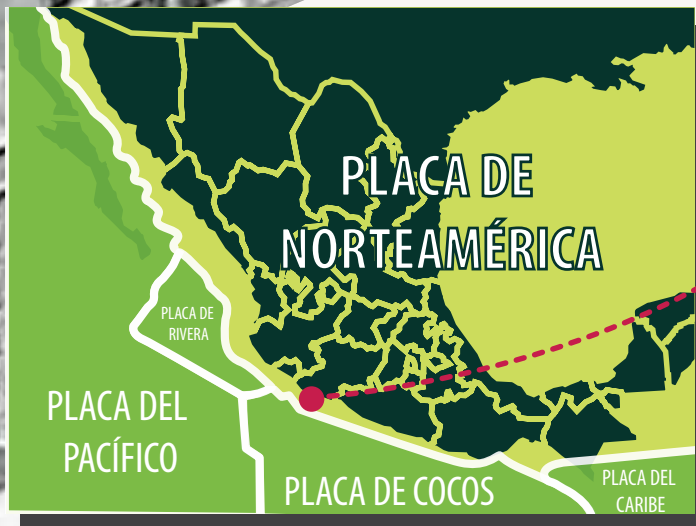 PLACA DE
NORTEAMÉRICA
PLACA DE
RIVERA
PLACA DEL
PACÍFICO
PLACA DE COCOS
PLACA DEL
CARIBE